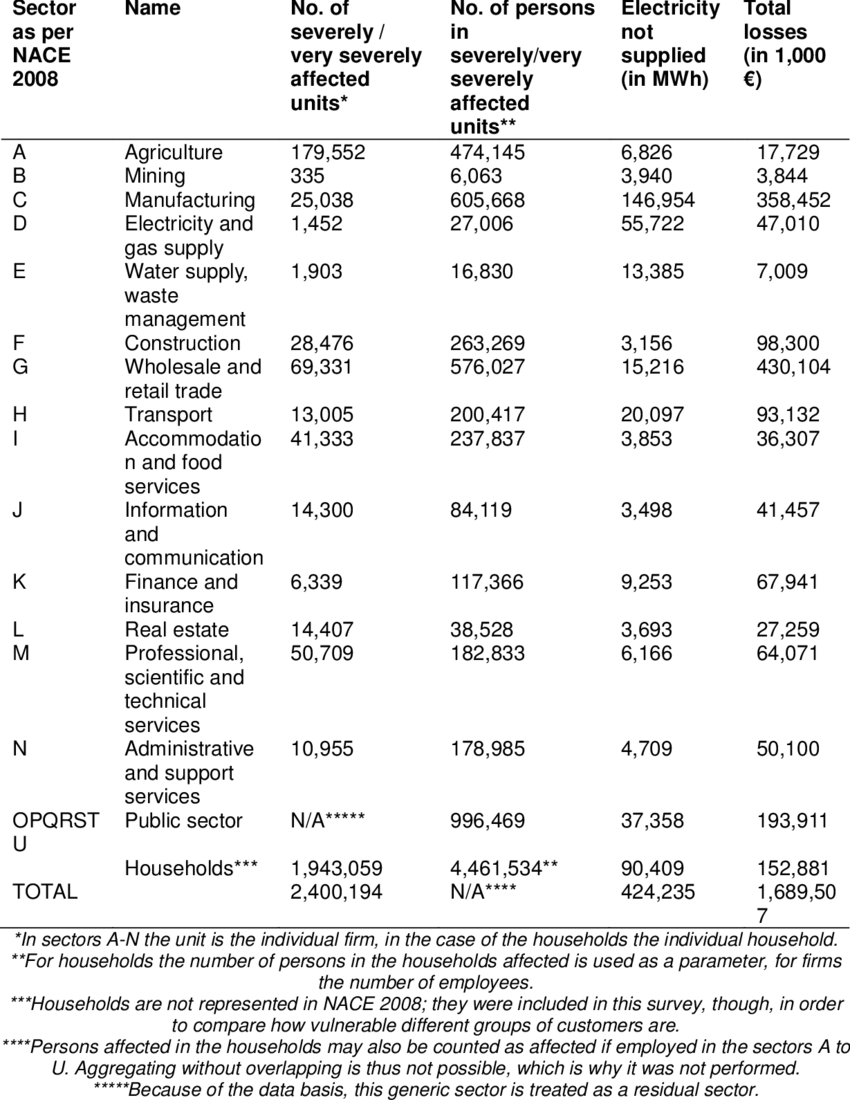 Sector as per NACE 2008 Name No. of severely / very severely affected units* No. of persons in severely/very severely affected units** Electricity not supplied (in MWh) Total losses (in 1,000 €)
A Agriculture 179,552 474,145 6,826 17,729
B Mining 335 6,063 3,940 3,844
C Manufacturing 25,038 605,668 146,954 358,452
D Electricity and 1,452 27,006 55,722 47,010
gas supply
E Water supply, 1,903 16,830 13,385 7,009
waste
management
F Construction 28,476 263,269 3,156 98,300
G Wholesale and 69,331 576,027 15,216 430,104
retail trade
H Transport 13,005 200,417 20,097 93,132
I Accommodatio 41,333 237,837 3,853 36,307
n and food
services
J Information 14,300 84,119 3,498 41,457
and
communication
K Finance and 6,339 117,366 9,253 67,941
insurance
L Real estate 14,407 38,528 3,693 27,259
M Professional, 50,709 182,833 6,166 64,071
scientific and
technical
services
N Administrative 10,955 178,985 4,709 50,100
and support
services
OPQRST Public sector N/A***** 996,469 37,358 193,911
U
Households*** 1,943,059 4,461,534** 90,409 152,881
TOTAL 2,400,194 N/A**** 424,235 1,689,50
7
*In sectors A-N the unit is the individual firm, in the case of the households the individual household.
**For households the number of persons in the households affected is used as a parameter, for firms
the number of employees.
***Households are not represented in NACE 2008; they were included in this survey, though, in order
to compare how vulnerable different groups of customers are.
****Persons affected in the households may also be counted as affected if employed in the sectors A to
U. Aggregating without overlapping is thus not possible, which is why it was not performed.
*****Because of the data basis, this generic sector is treated as a residual sector.